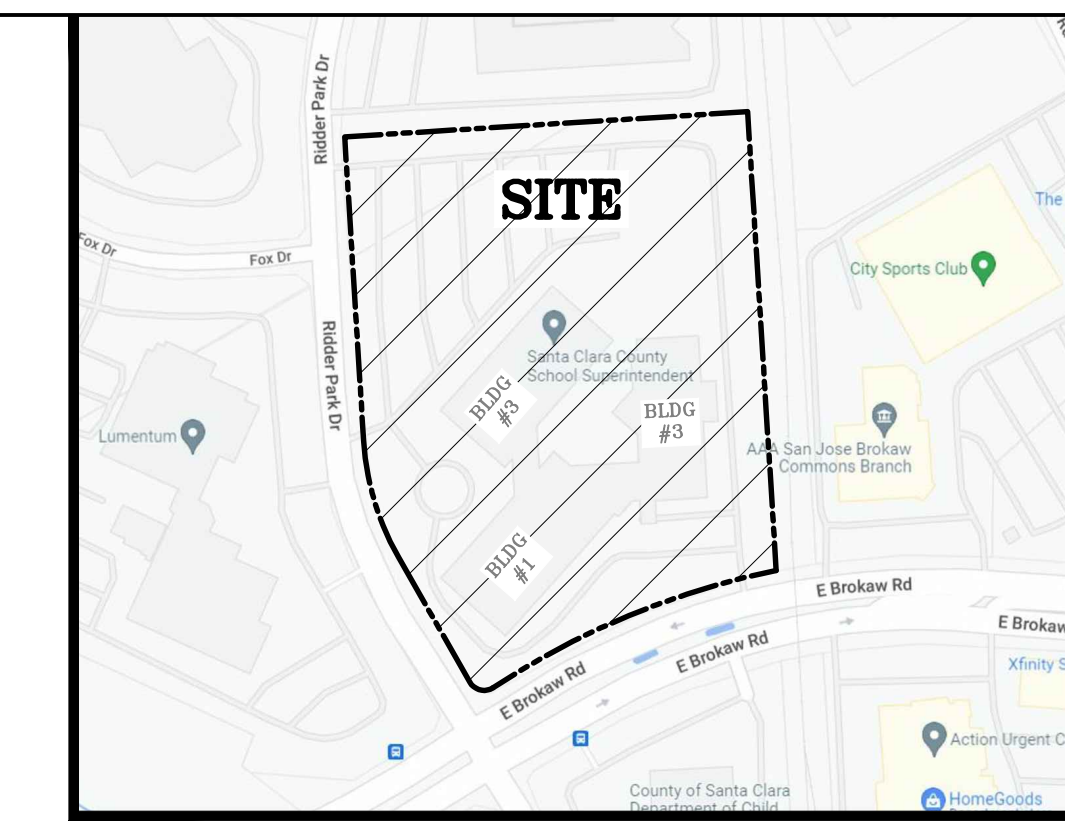 Ridder Park Dr
SITE
The
Fox Dr
Fox Dr
City Sports Club
Ridder Park Dr
Santa Clara County
School Superintendent
BLDG
#3
BLDG
#3
Lumentum
AAA San Jose Brokaw
Commons Branch
BLDG
#1
E Brokaw Rd
E Brokaw
E Brokaw Rd
E Brokaw Rd
Xfinity S
Action Urgent C
County of Santa Clara
Department of Child
HomeGoods